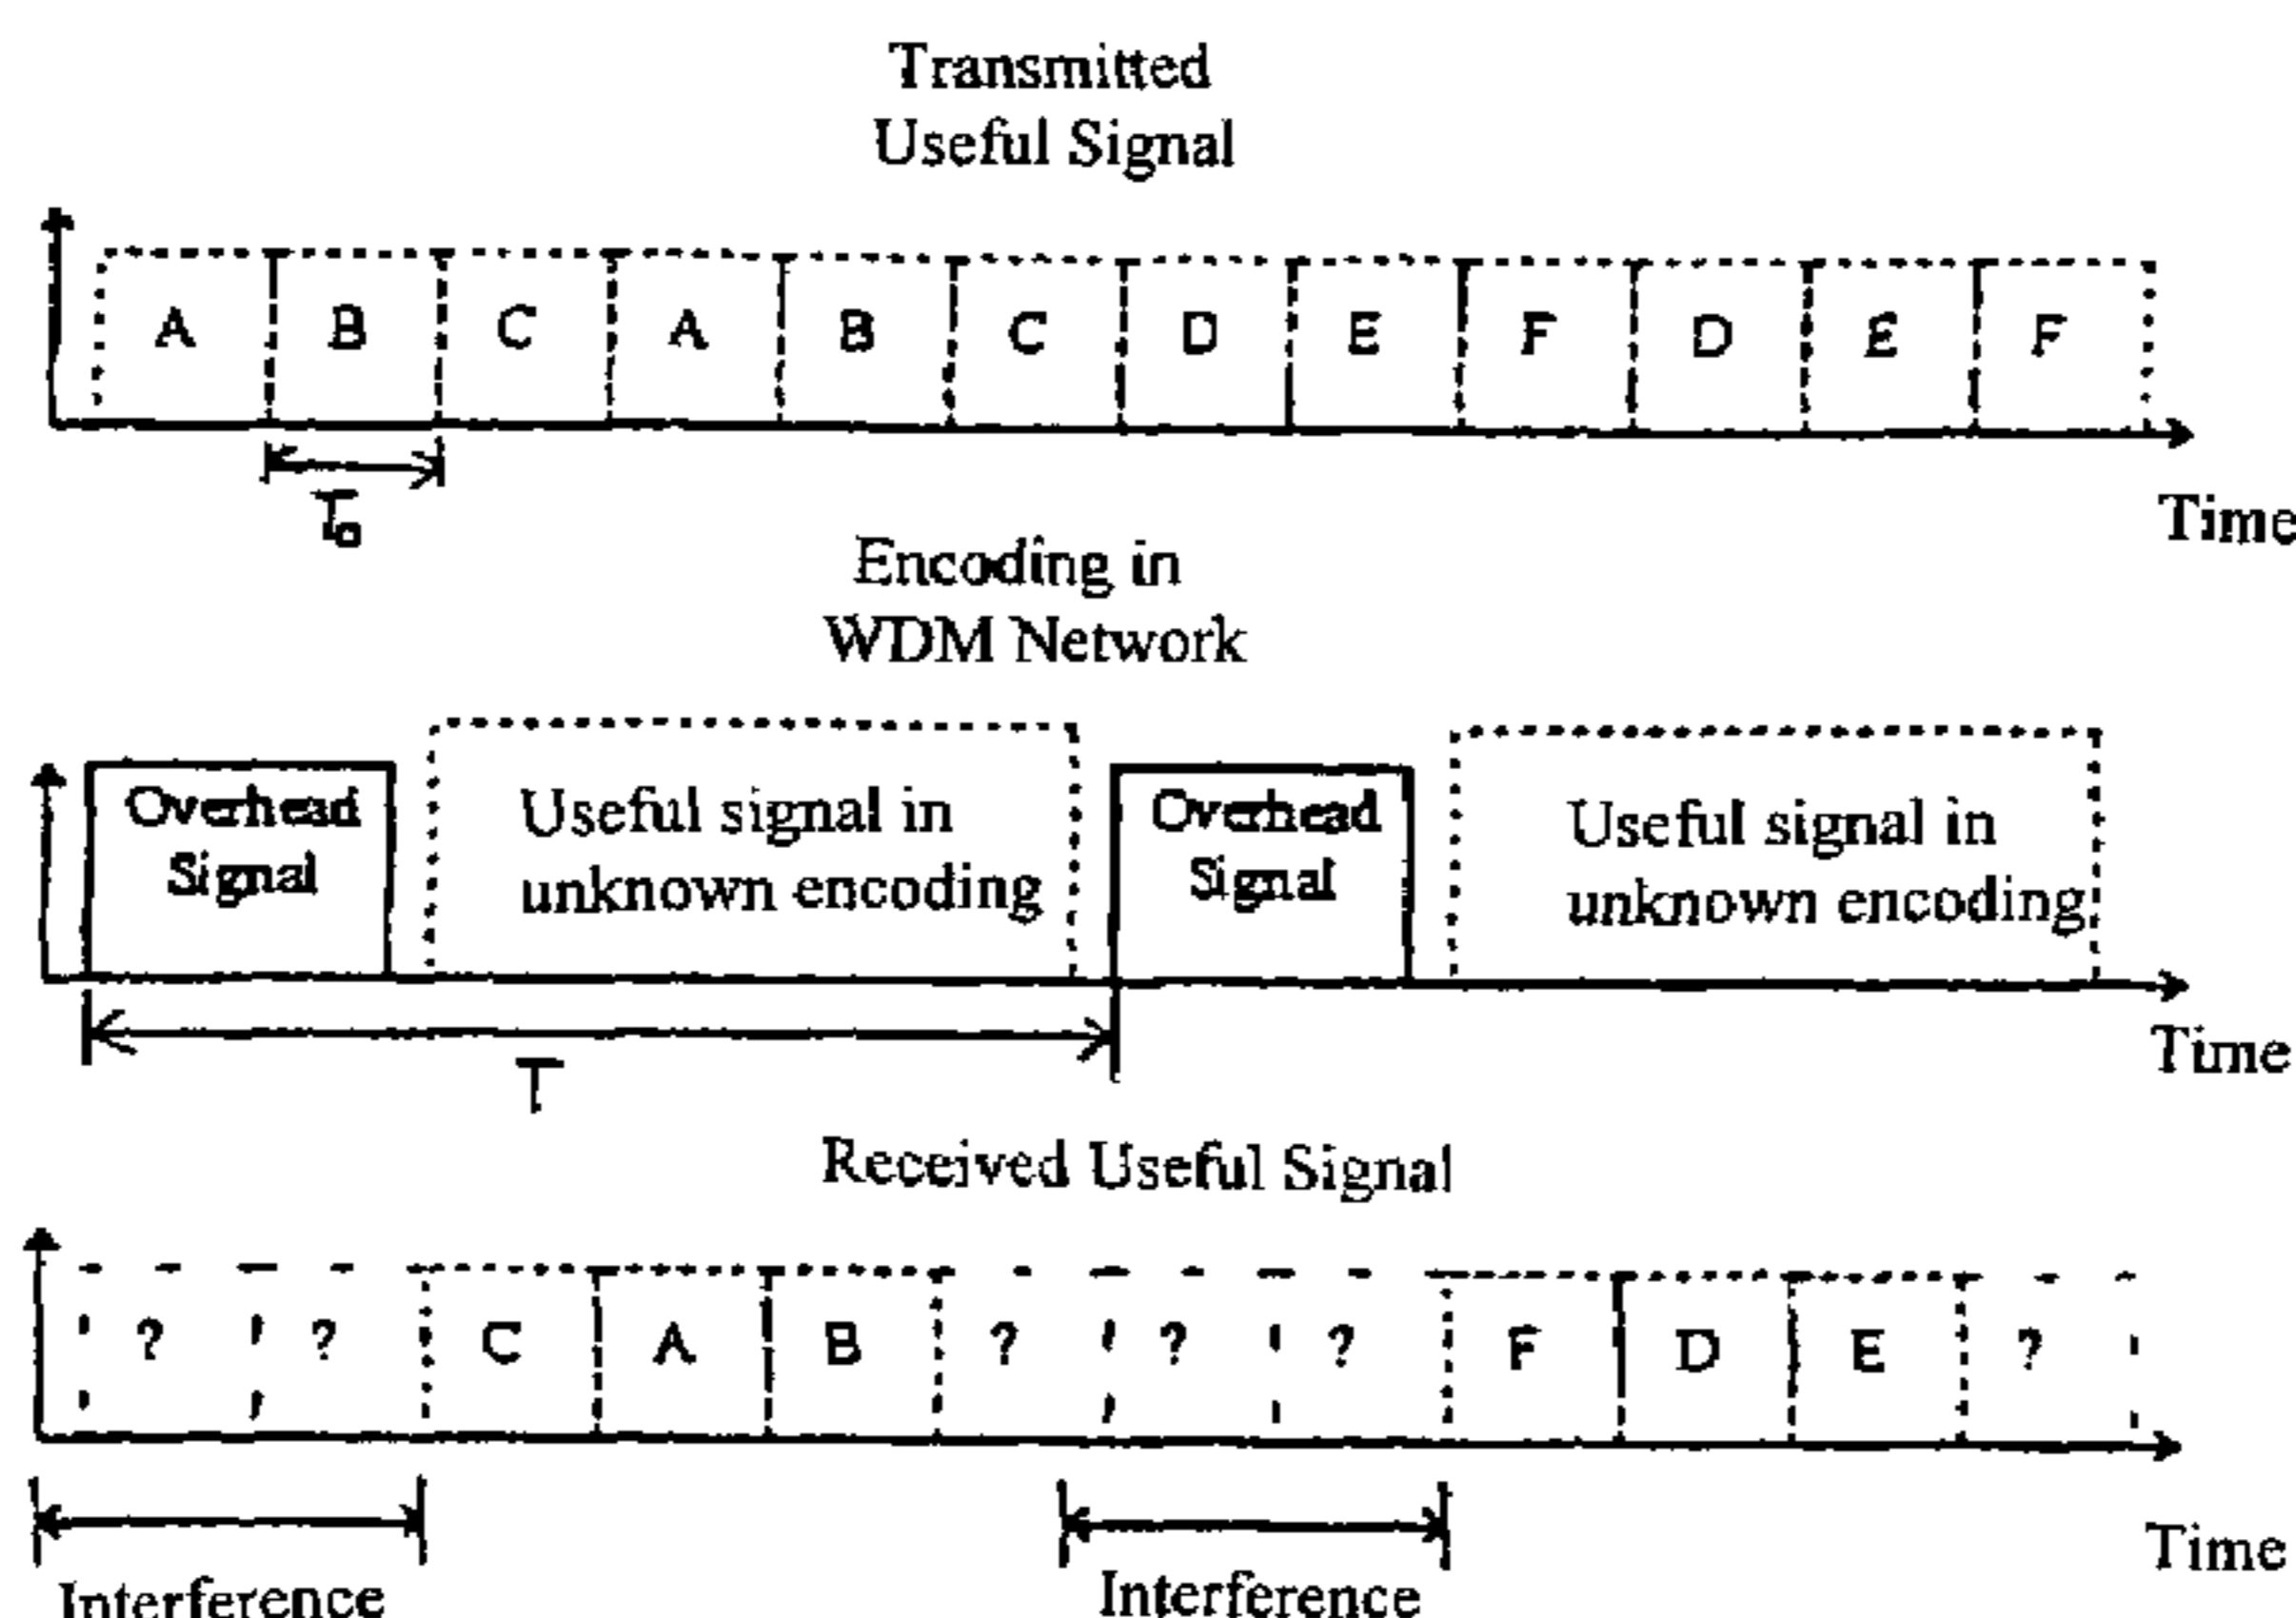 Transmitted
Useful Signal
A B C A B C D E F D E F
T₀
Time
Encoding in
WDM Network
Overhead
Signal
Useful signal in
unknown encoding
Overhead
Signal
Useful signal in
unknown encoding
T
Time
Received Useful Signal
? ? C A B ? ? ? F D E ?
Interference
Interference
Time